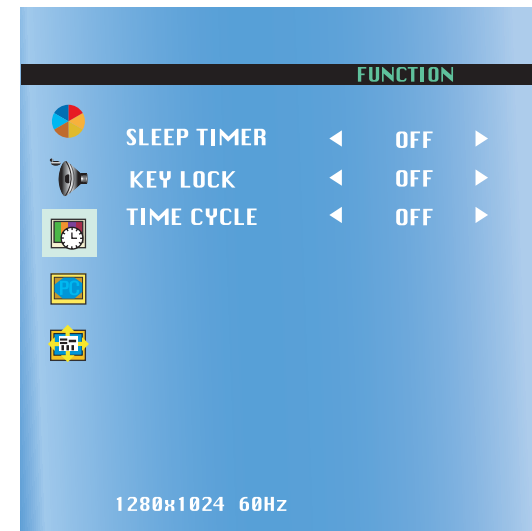 FUNCTION
SLEEP TIMER OFF
KEY LOCK OFF
TIME CYCLE OFF
PC
1280x1024 60Hz